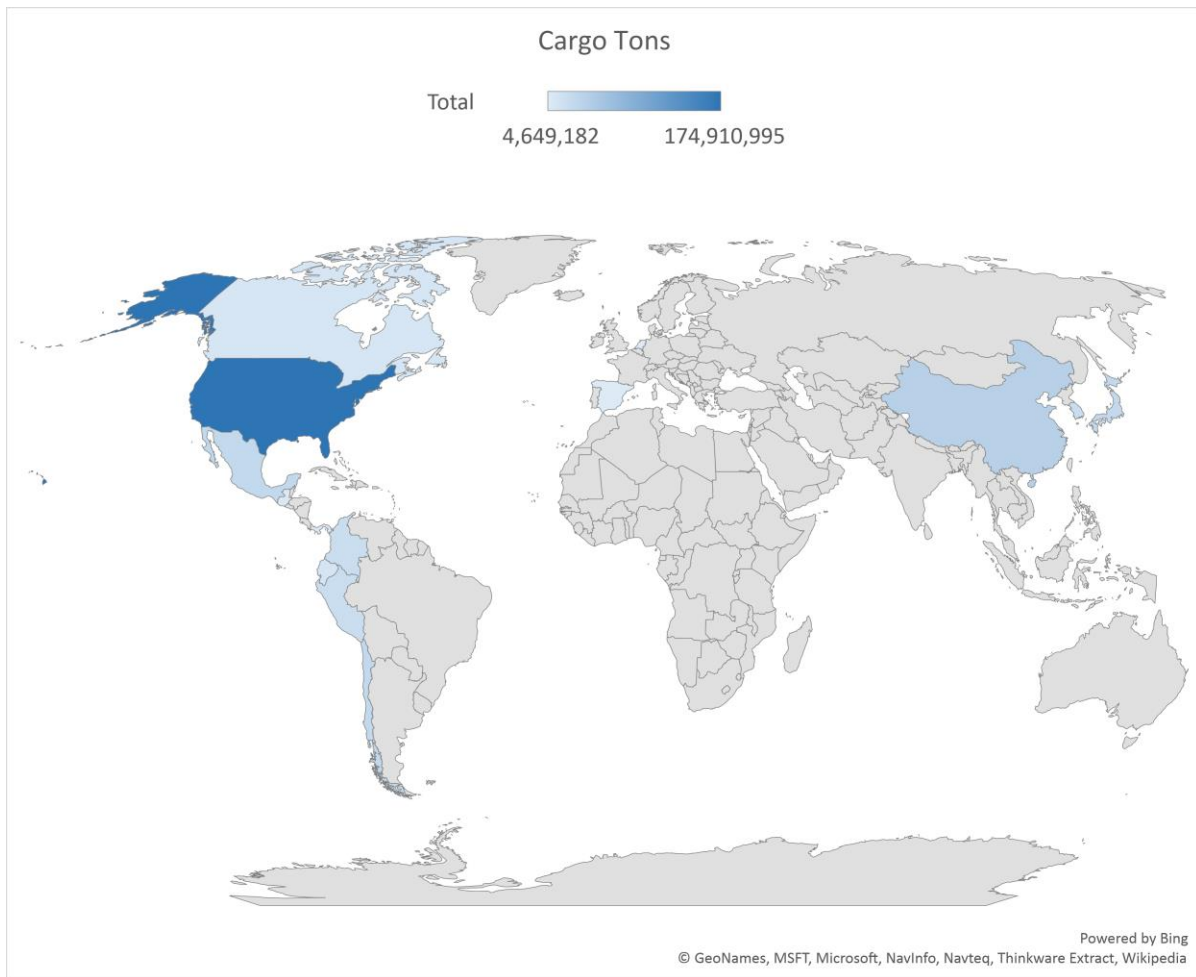 Cargo Tons
Total
4,649,182 174,910,995
Powered by Bing
© GeoNames, MSFT, Microsoft, NavInfo, Navteq, Thinkware Extract, Wikipedia